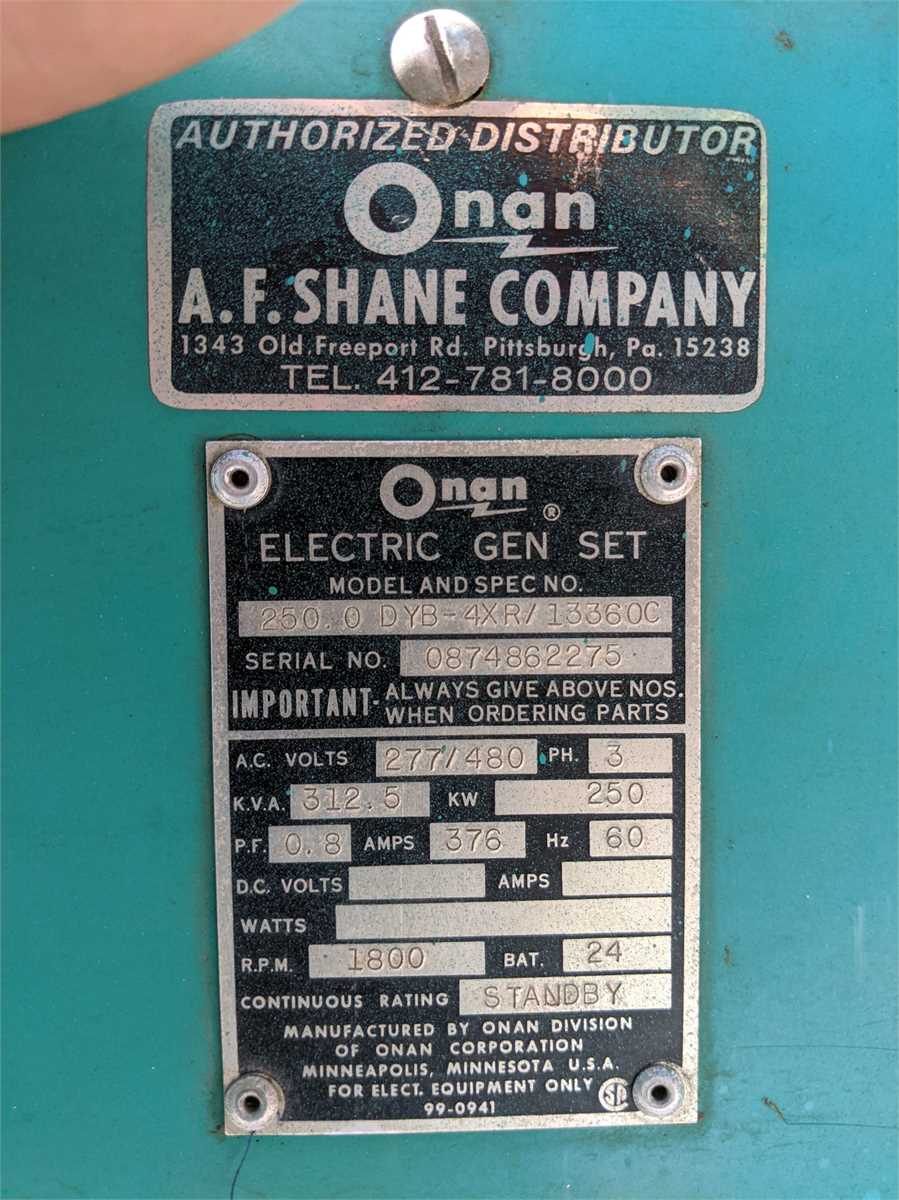 AUTHORIZED DISTRIBUTOR
Onan
A.F. SHANE COMPANY
1343 Old Freeport Rd. Pittsburgh, Pa. 15238
TEL. 412-781-8000
Onan ®
ELECTRIC GEN SET
MODEL AND SPEC NO.
250.0 DYB-4XR/13360C
SERIAL NO. 0874862275
IMPORTANT- ALWAYS GIVE ABOVE NOS.
WHEN ORDERING PARTS
A.C. VOLTS 277/480 PH. 3
K.V.A. 312.5 KW 250
P.F. 0.8 AMPS 376 Hz 60
D.C. VOLTS AMPS
WATTS
R.P.M. 1800 BAT. 24
CONTINUOUS RATING STANDBY
MANUFACTURED BY ONAN DIVISION
OF ONAN CORPORATION
MINNEAPOLIS, MINNESOTA U.S.A.
FOR ELECT. EQUIPMENT ONLY SA
99-0941